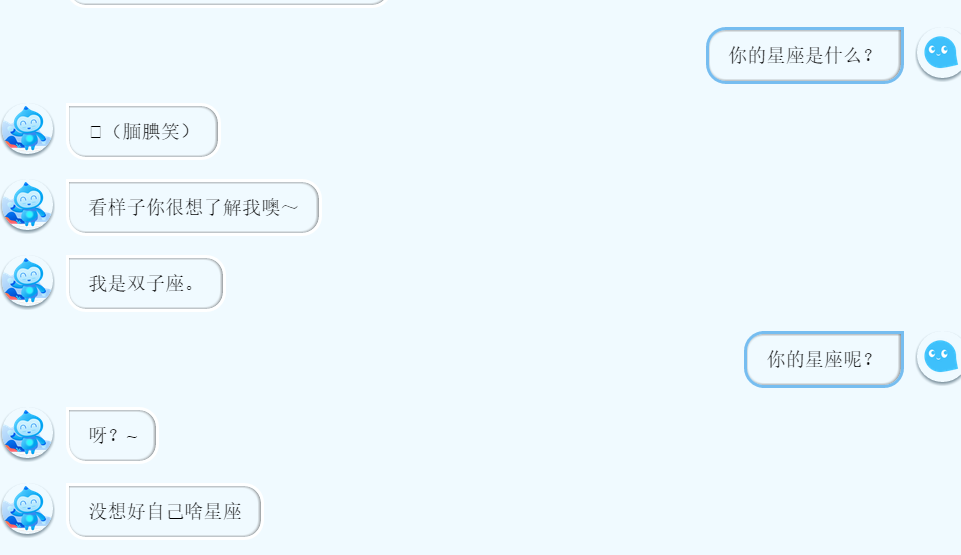 你的星座是什么？
□（腼腆笑）
看样子你很想了解我噢～
我是双子座。
你的星座呢？
呀？~
没想好自己啥星座